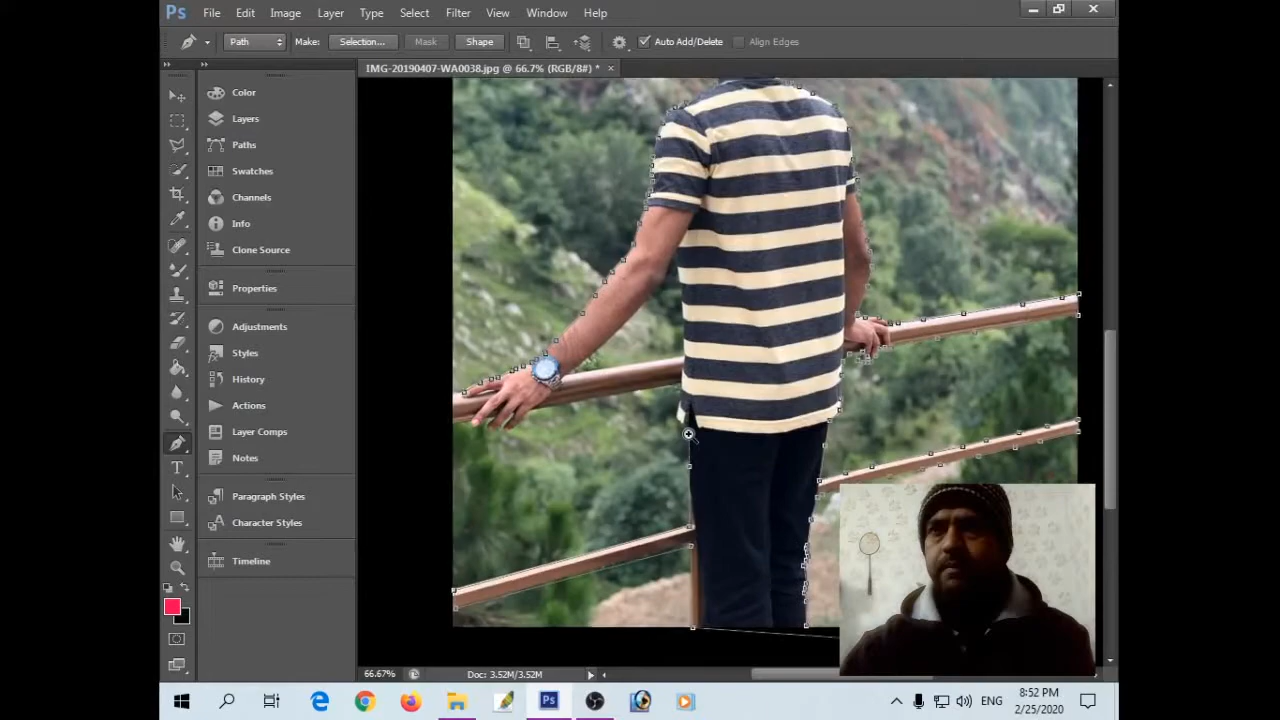 Ps File Edit Image Layer Type Select Filter View Window Help
Path Make: Selection... Mask Shape Auto Add/Delete Align Edges
IMG-20190407-WA0038.jpg @ 66.7% (RGB/8#) * ×
Color
Layers
Paths
Swatches
Channels
Info
Clone Source
Properties
Adjustments
Styles
History
Actions
Layer Comps
Notes
Paragraph Styles
Character Styles
Timeline
66.67% Doc: 3.52M/3.52M
ENG
8:52 PM
2/25/2020